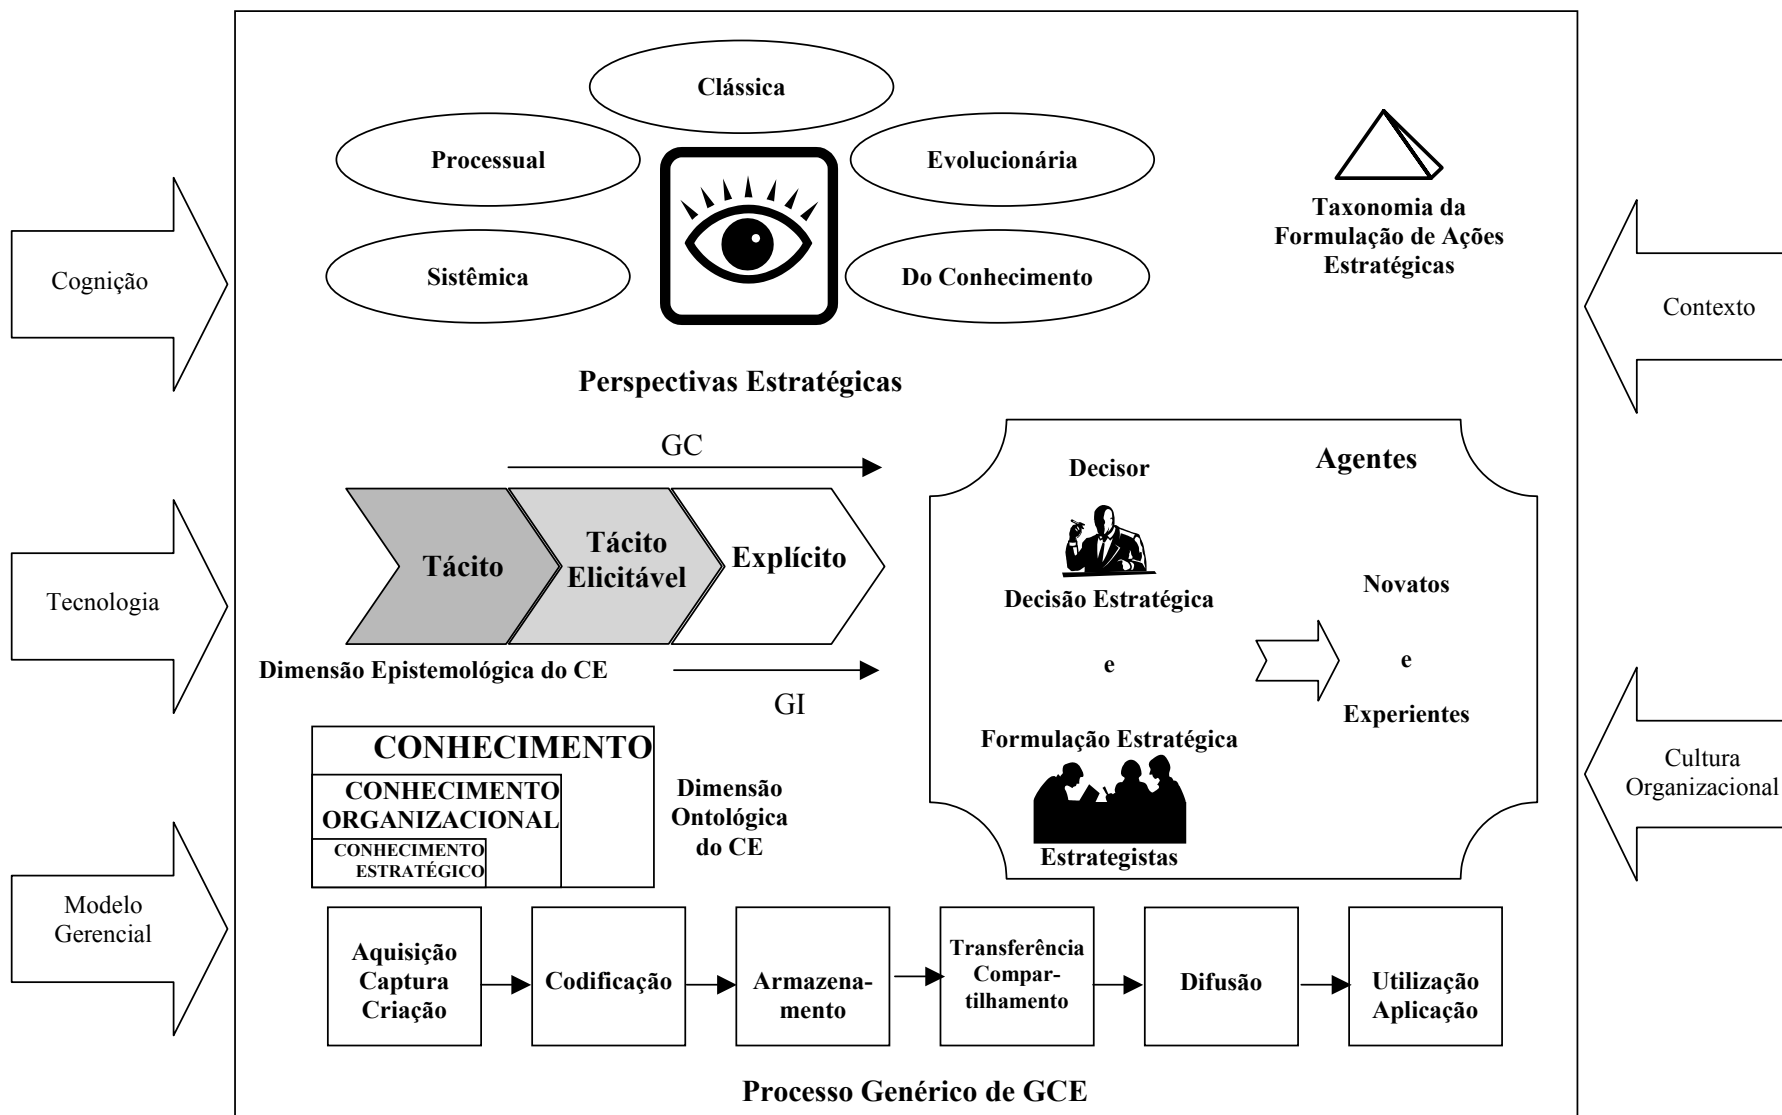 Clássica
Processual
Evolucionária
Sistêmica
Do Conhecimento
Perspectivas Estratégicas
Taxonomia da
Formulação de Ações
Estratégicas
Cognição
Tecnologia
Modelo
Gerencial
Contexto
Cultura
Organizacional
GC
Tácito
Tácito
Elicitável
Explícito
Dimensão Epistemológica do CE
GI
CONHECIMENTO
CONHECIMENTO
ORGANIZACIONAL
CONHECIMENTO
ESTRATÉGICO
Dimensão
Ontológica
do CE
Agentes
Decisor
Decisão Estratégica
e
Formulação Estratégica
Estrategistas
Novatos
e
Experientes
Aquisição
Captura
Criação
Codificação
Armazena-
mento
Transferência
Compar-
tilhamento
Difusão
Utilização
Aplicação
Processo Genérico de GCE